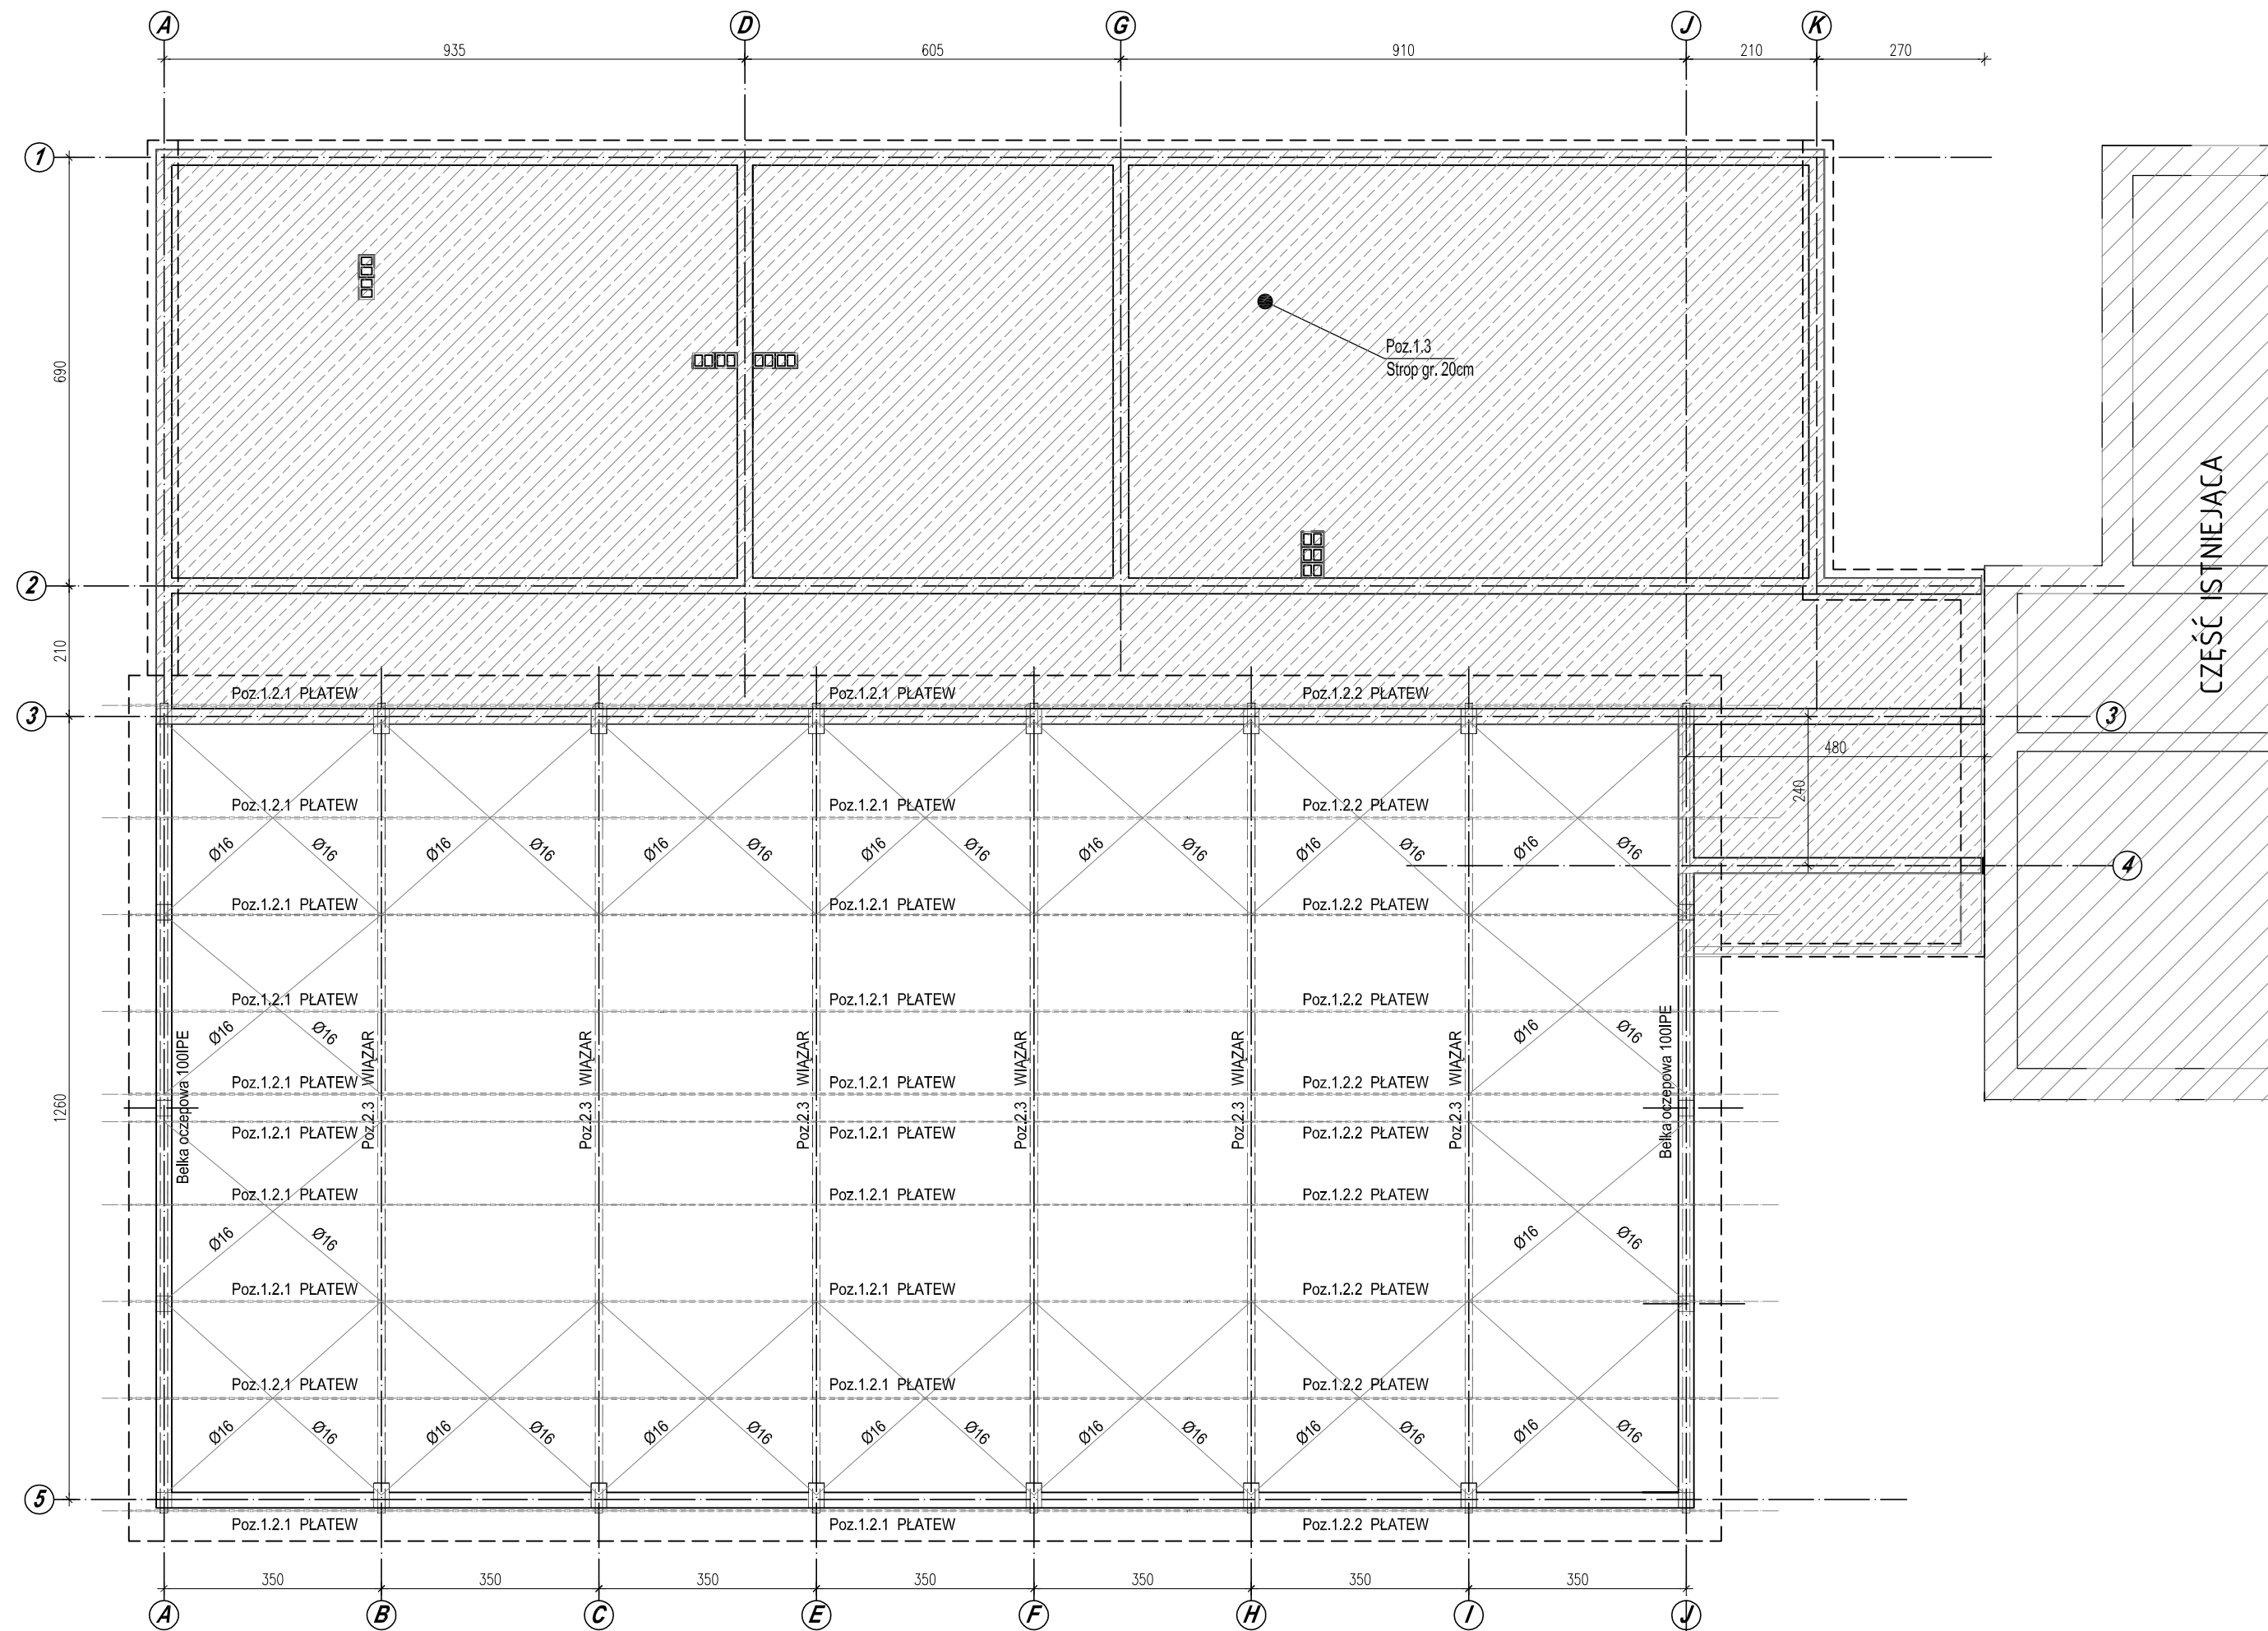 A D G J K
935 605 910 210 270
1
690
Poz.1.3
Strop gr. 20cm
CZĘŚĆ ISTNIEJĄCA
2
210
Poz.1.2.1 PŁATEW Poz.1.2.1 PŁATEW Poz.1.2.2 PŁATEW
3 3
480
240
Poz.1.2.1 PŁATEW Poz.1.2.1 PŁATEW Poz.1.2.2 PŁATEW
Ø16 Ø16 Ø16 Ø16 Ø16 Ø16 Ø16 Ø16 Ø16 Ø16 Ø16 Ø16 Ø16 Ø16
4
Poz.1.2.1 PŁATEW Poz.1.2.1 PŁATEW Poz.1.2.2 PŁATEW
Poz.1.2.1 PŁATEW Poz.1.2.1 PŁATEW Poz.1.2.2 PŁATEW
Ø16 Ø16 Ø16 Ø16
Poz.1.2.1 PŁATEW Poz.1.2.1 PŁATEW Poz.1.2.2 PŁATEW
1260
Belka oczepowa 100IPE
Poz.2.3 WIĄZAR
Poz.2.3 WIĄZAR
Poz.2.3 WIĄZAR
Poz.2.3 WIĄZAR
Poz.2.3 WIĄZAR
Poz.2.3 WIĄZAR
Belka oczepowa 100IPE
Poz.1.2.1 PŁATEW Poz.1.2.1 PŁATEW Poz.1.2.2 PŁATEW
Poz.1.2.1 PŁATEW Poz.1.2.1 PŁATEW Poz.1.2.2 PŁATEW
Ø16 Ø16 Ø16 Ø16
Poz.1.2.1 PŁATEW Poz.1.2.1 PŁATEW Poz.1.2.2 PŁATEW
Poz.1.2.1 PŁATEW Poz.1.2.1 PŁATEW Poz.1.2.2 PŁATEW
Ø16 Ø16 Ø16 Ø16 Ø16 Ø16 Ø16 Ø16 Ø16 Ø16 Ø16 Ø16 Ø16 Ø16
5
Poz.1.2.1 PŁATEW Poz.1.2.1 PŁATEW Poz.1.2.2 PŁATEW
350 350 350 350 350 350 350
A B C E F H I J